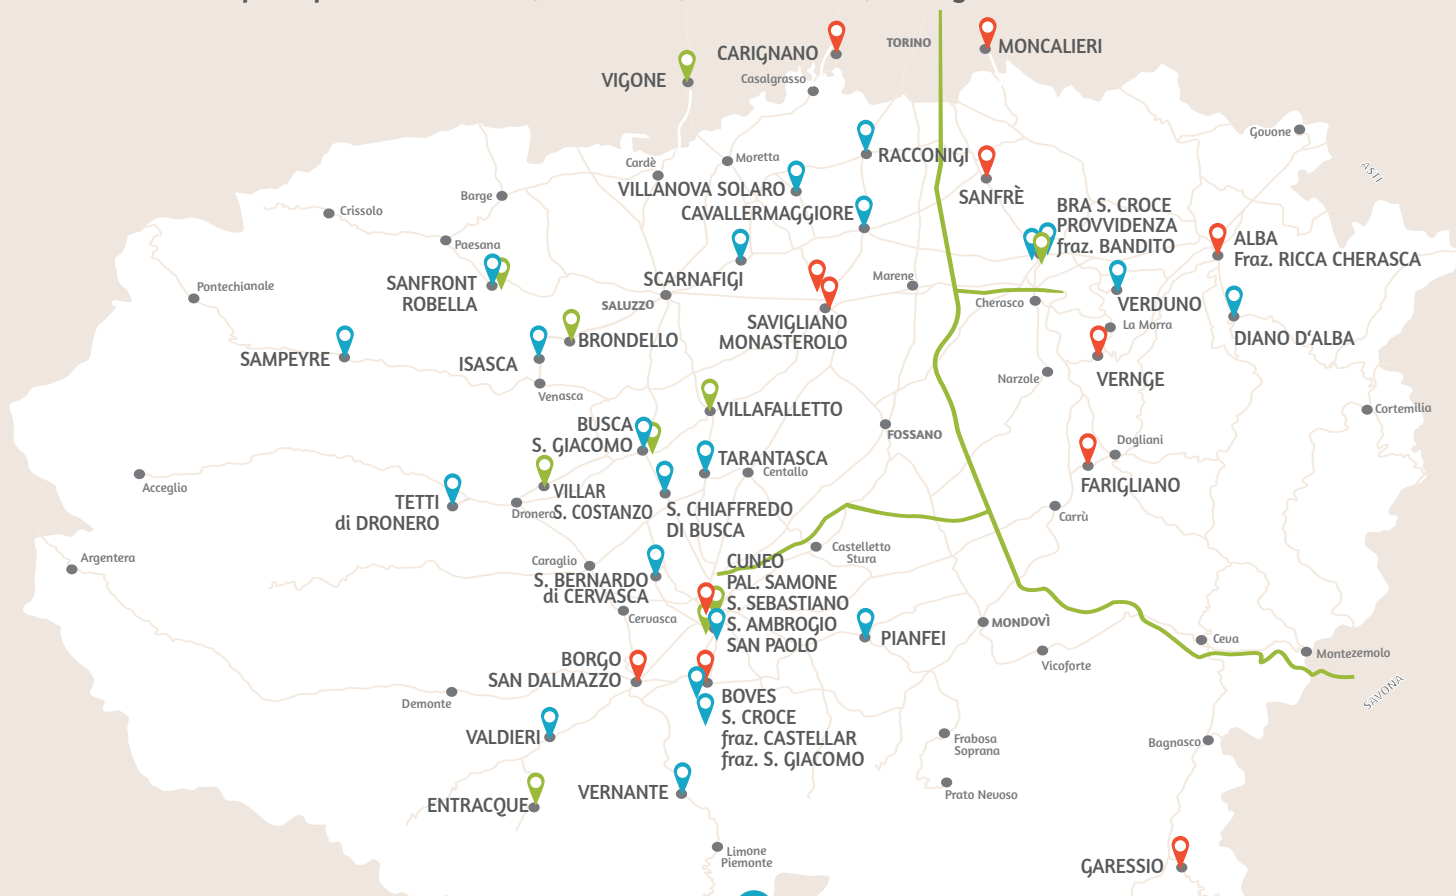 TORINO
MONCALIERI
CARIGNANO
VIGONE
Casalgrasso
Govone
ASTI
RACCONIGI
Moretta
Cardè
VILLANOVA SOLARO
SANFRÈ
Barge
Crissolo
CAVALLERMAGGIORE
BRA S. CROCE
PROVVIDENZA
fraz. BANDITO
ALBA
Fraz. RICCA CHERASCA
Paesana
SANFRONT
ROBELLA
SCARNAFIGI
Marene
Pontechianale
SALUZZO
Cherasco
VERDUNO
La Morra
DIANO D‘ALBA
SAVIGLIANO
MONASTEROLO
BRONDELLO
SAMPEYRE
ISASCA
Venasca
Narzole
VERNGE
VILLAFALLETTO
Cortemilia
BUSCA
S. GIACOMO
FOSSANO
Dogliani
TARANTASCA
Centallo
FARIGLIANO
Acceglio
VILLAR
S. COSTANZO
Dronero
TETTI
di DRONERO
S. CHIAFFREDO
DI BUSCA
Carrù
Castelletto
Stura
Argentera
Caraglio
S. BERNARDO
di CERVASCA
Cervasca
CUNEO
PAL. SAMONE
S. SEBASTIANO
S. AMBROGIO
SAN PAOLO
PIANFEI
MONDOVÌ
Ceva
Vicoforte
Montezemolo
SAVONA
BORGO
SAN DALMAZZO
Demonte
BOVES
S. CROCE
fraz. CASTELLAR
fraz. S. GIACOMO
VALDIERI
Frabosa
Soprana
Bagnasco
ENTRACQUE
VERNANTE
Prato Nevoso
Limone
Piemonte
GARESSIO